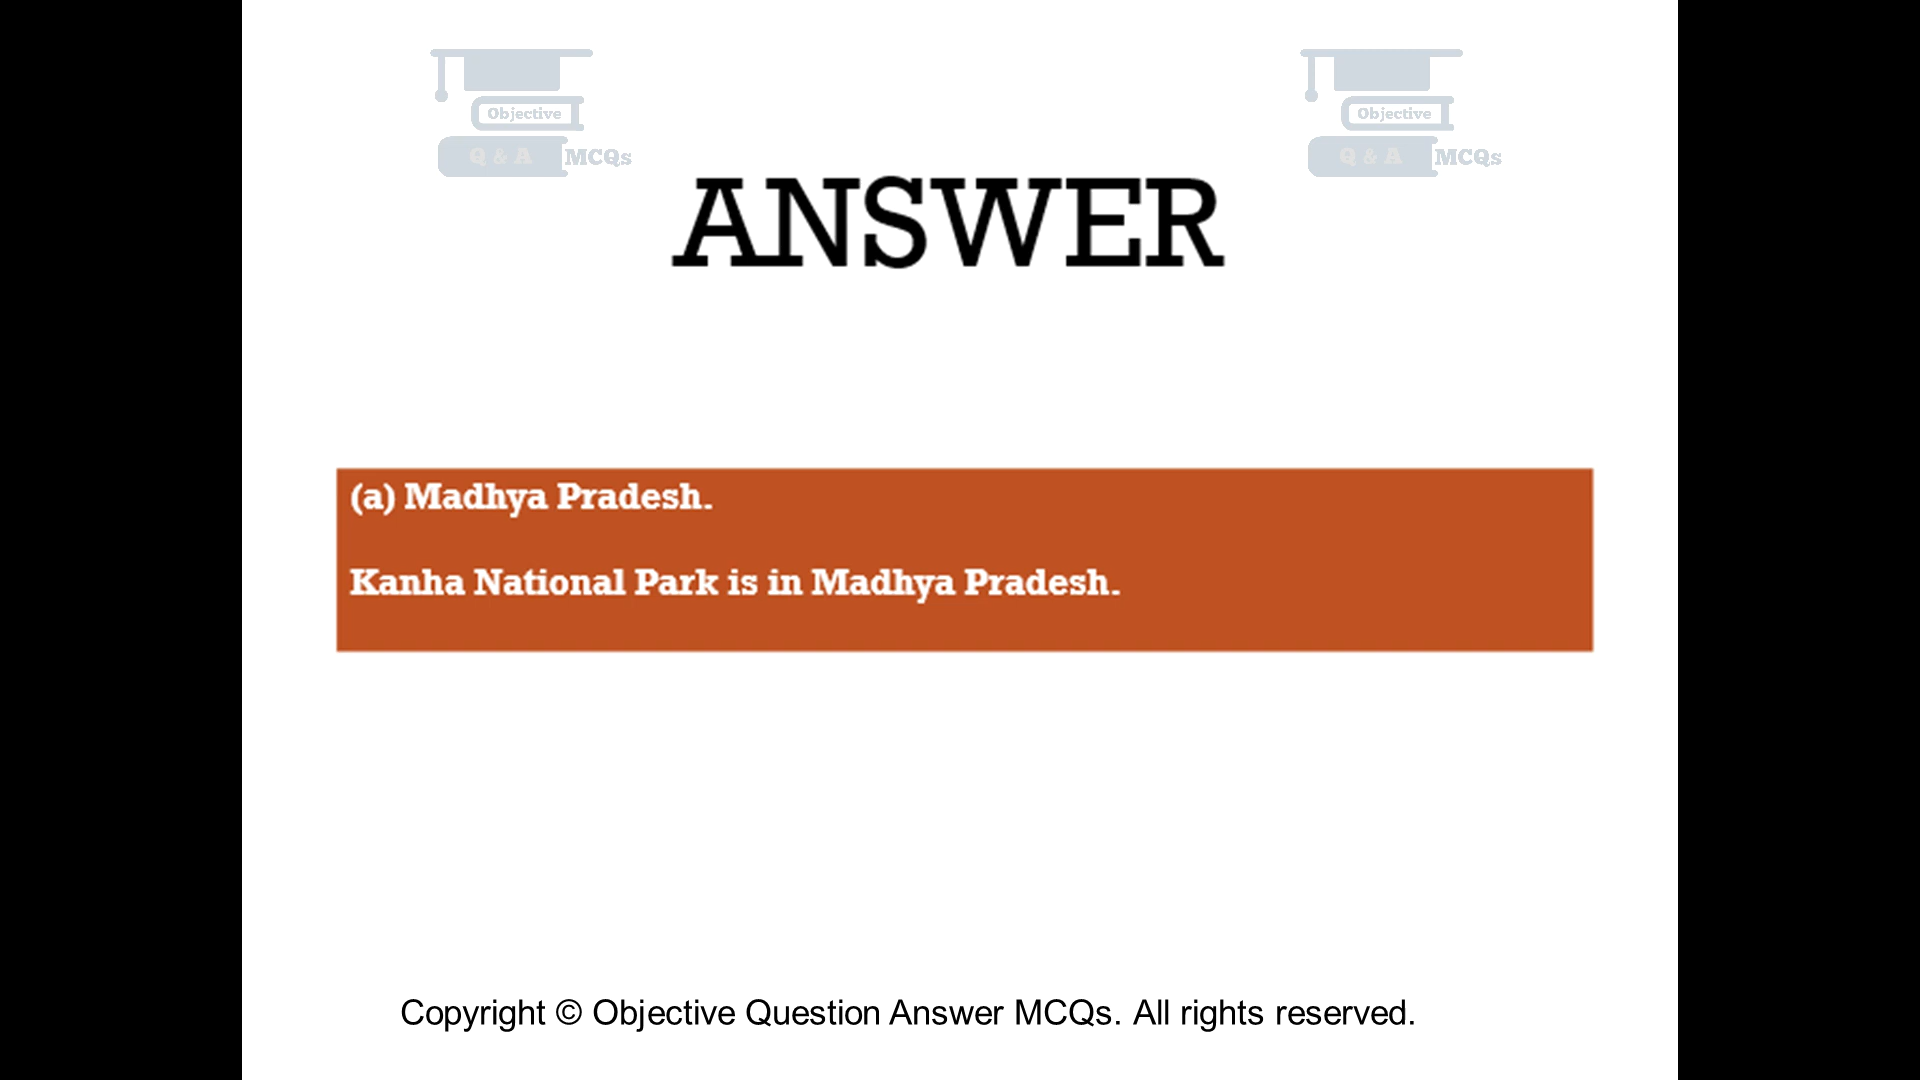 Objective
Q & A MCQs
Objective
Q & A MCQs
ANSWER
(a) Madhya Pradesh.
Kanha National Park is in Madhya Pradesh.
Copyright © Objective Question Answer MCQs. All rights reserved.